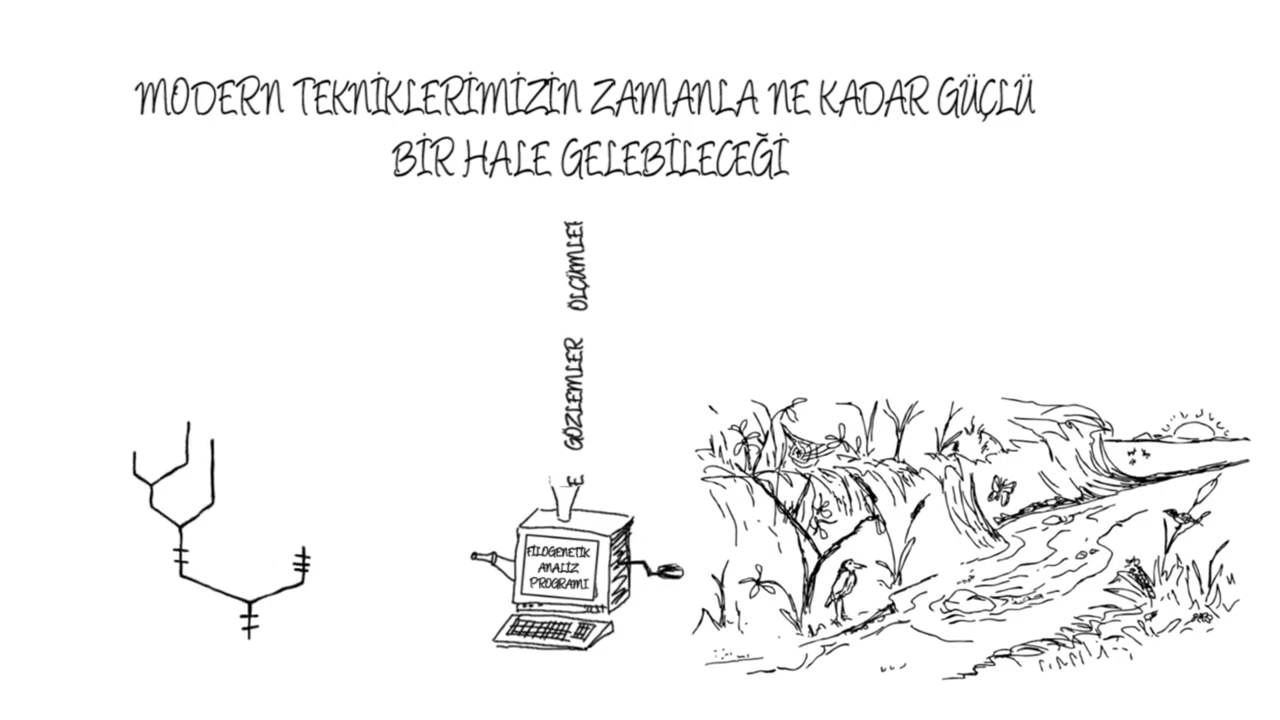 MODERN TEKNİKLERİMİZİN ZAMANLA NE KADAR GÜÇLÜ
BİR HALE GELEBİLECEĞİ
GÖZLEMLER
FİLOGENETİK
ANALİZ
PROGRAMI